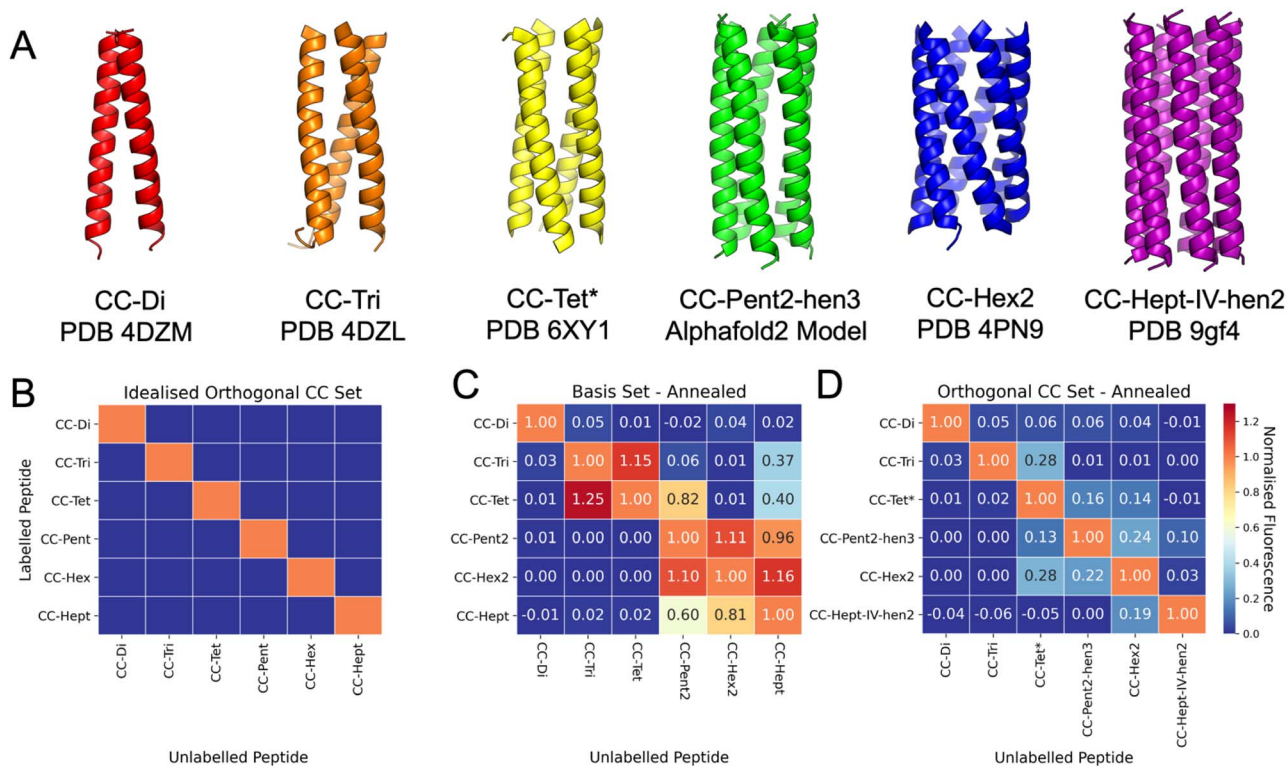 A
CC-Di
PDB 4DZM
CC-Tri
PDB 4DZL
CC-Tet*
PDB 6XY1
CC-Pent2-hen3
Alphafold2 Model
CC-Hex2
PDB 4PN9
CC-Hept-IV-hen2
PDB 9gf4
B
Idealised Orthogonal CC Set
Labelled Peptide
CC-Di
CC-Tri
CC-Tet
CC-Pent
CC-Hex
CC-Hept
CC-Di
CC-Tri
CC-Tet
CC-Pent
CC-Hex
CC-Hept
Unlabelled Peptide
C
Basis Set - Annealed
CC-Di 1.00 0.05 0.01 -0.02 0.04 0.02
CC-Tri 0.03 1.00 1.15 0.06 0.01 0.37
CC-Tet 0.01 1.25 1.00 0.82 0.01 0.40
CC-Pent2 0.01 0.00 0.00 1.00 1.11 0.96
CC-Hex2 0.00 0.00 0.00 1.10 1.00 1.16
CC-Hept -0.01 0.02 0.02 0.60 0.81 1.00
CC-Di
CC-Tri
CC-Tet
CC-Pent2
CC-Hex2
CC-Hept
Unlabelled Peptide
D
Orthogonal CC Set - Annealed
CC-Di 1.00 0.05 0.06 0.06 0.04 -0.01
CC-Tri 0.03 1.00 0.28 0.01 0.01 0.00
CC-Tet* 0.01 0.02 1.00 0.16 0.14 -0.01
CC-Pent2-hen3 0.01 0.00 0.13 1.00 0.24 0.10
CC-Hex2 0.00 0.00 0.28 0.22 1.00 0.03
CC-Hept-IV-hen2 -0.04 -0.06 -0.05 0.00 0.19 1.00
CC-Di
CC-Tri
CC-Tet*
CC-Pent2-hen3
CC-Hex2
CC-Hept-IV-hen2
Unlabelled Peptide
1.2
1.0
0.8
0.6
0.4
0.2
0.0
Normalised Fluorescence